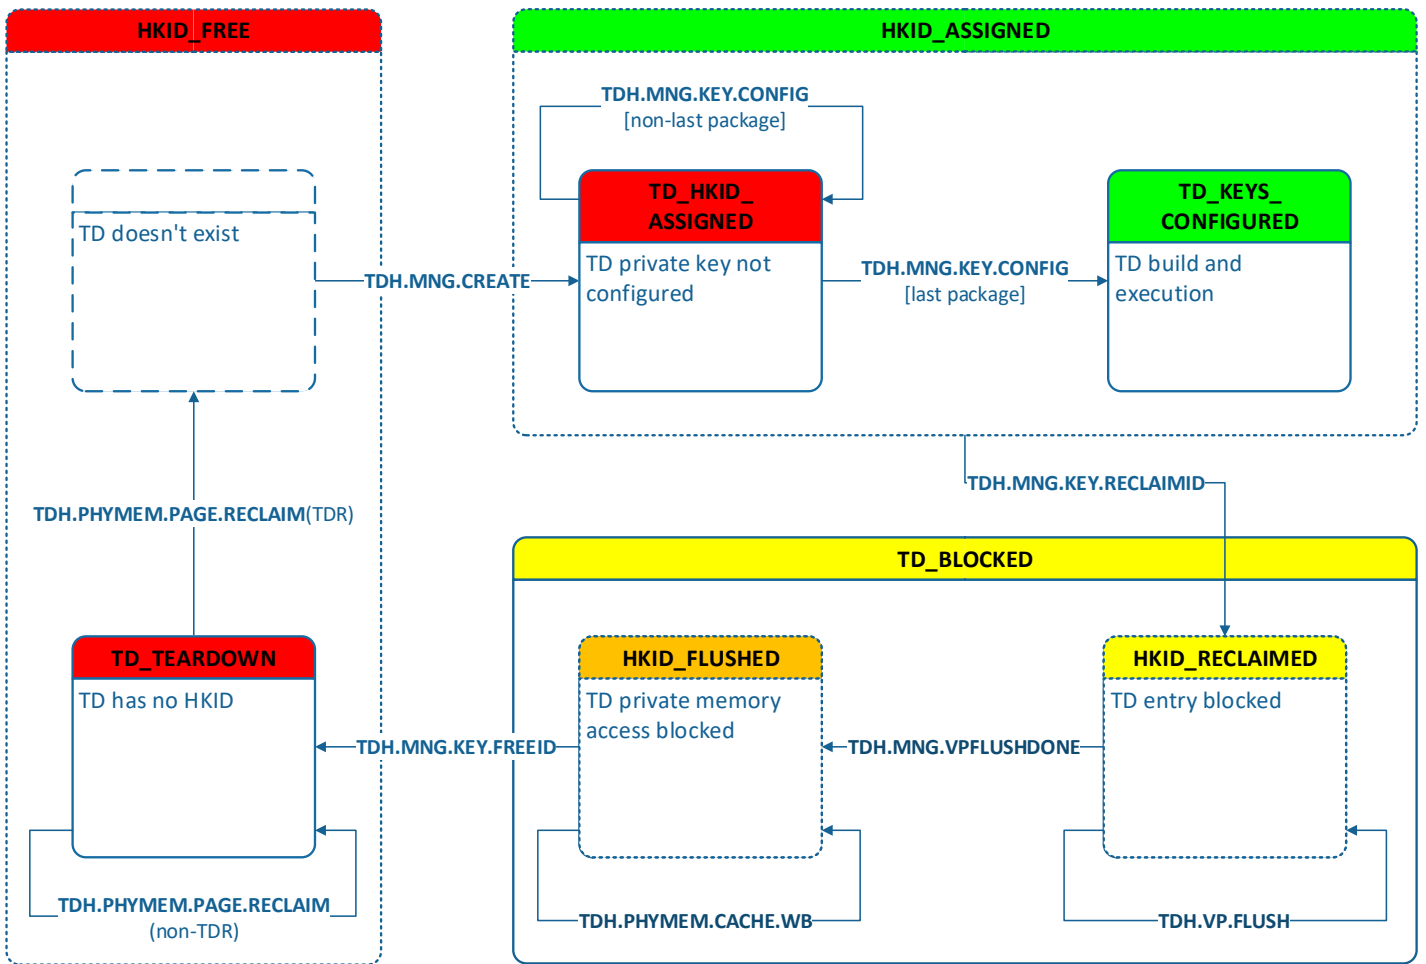 HKID_FREE
HKID_ASSIGNED
TDH.MNG.KEY.CONFIG
[non-last package]
TD doesn't exist
TDH.MNG.CREATE
TD_HKID_
ASSIGNED
TD private key not
configured
TDH.MNG.KEY.CONFIG
[last package]
TD_KEYS_
CONFIGURED
TD build and
execution
TDH.MNG.KEY.RECLAIMID
TDH.PHYMEM.PAGE.RECLAIM(TDR)
TD_BLOCKED
TD_TEARDOWN
TD has no HKID
TDH.MNG.KEY.FREEID
HKID_FLUSHED
TD private memory
access blocked
TDH.MNG.VPFLUSHDONE
HKID_RECLAIMED
TD entry blocked
TDH.PHYMEM.PAGE.RECLAIM
(non-TDR)
TDH.PHYMEM.CACHE.WB
TDH.VP.FLUSH